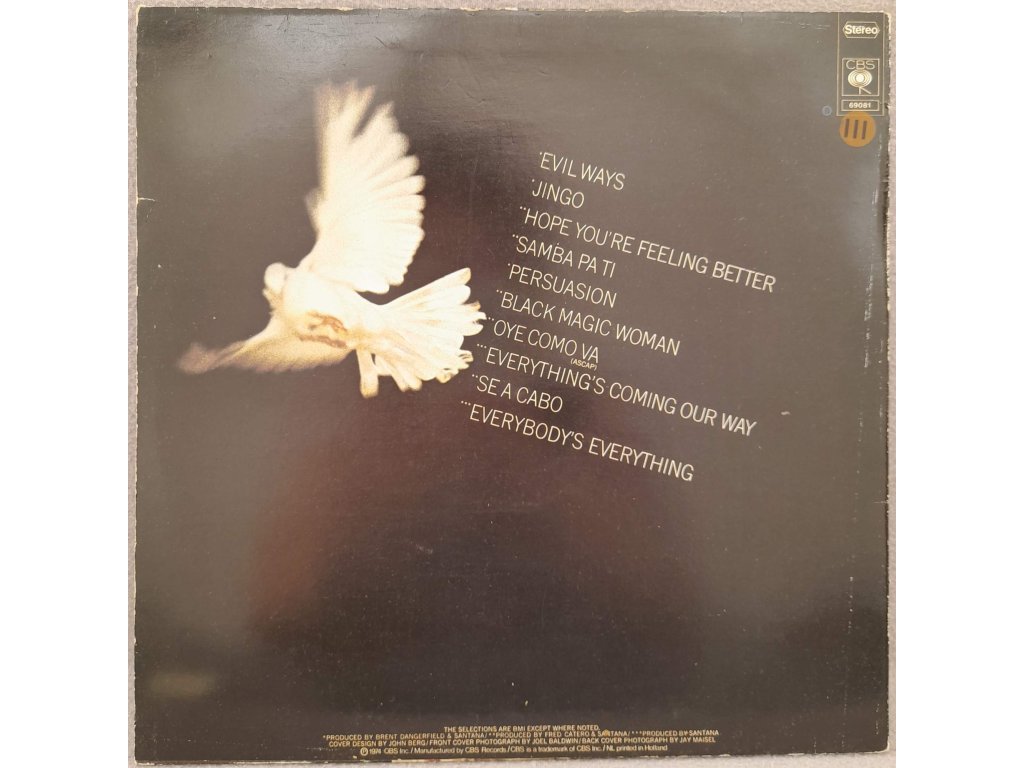 Stereo
CBS
69081
III
*EVIL WAYS
*JINGO
**HOPE YOU'RE FEELING BETTER
**SAMBA PA TI
*PERSUASION
**BLACK MAGIC WOMAN
**OYE COMO VA
(ASCAP)
***EVERYTHING'S COMING OUR WAY
**SE A CABO
***EVERYBODY'S EVERYTHING
THE SELECTIONS ARE BMI EXCEPT WHERE NOTED.
*PRODUCED BY BRENT DANGERFIELD & SANTANA/**PRODUCED BY FRED CATERO & SANTANA/***PRODUCED BY SANTANA
COVER DESIGN BY JOHN BERG/FRONT COVER PHOTOGRAPH BY JOEL BALDWIN/BACK COVER PHOTOGRAPH BY JAY MAISEL
℗ 1974 CBS Inc./Manufactured by CBS Records/CBS is a trademark of CBS Inc./NL printed in Holland